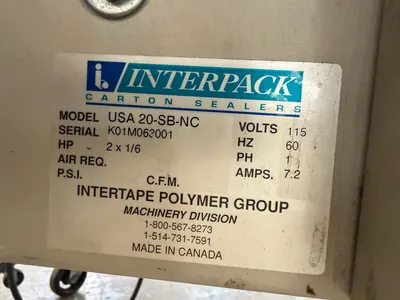 i. INTERPACK
CARTON SEALERS
MODEL USA 20-SB-NC
SERIAL K01M063001 VOLTS 115
HP 2 x 1/6 HZ 60
AIR REQ. PH 1
P.S.I. C.F.M. AMPS. 7.2
INTERTAPE POLYMER GROUP
MACHINERY DIVISION
1-800-567-8273
1-514-731-7591
MADE IN CANADA